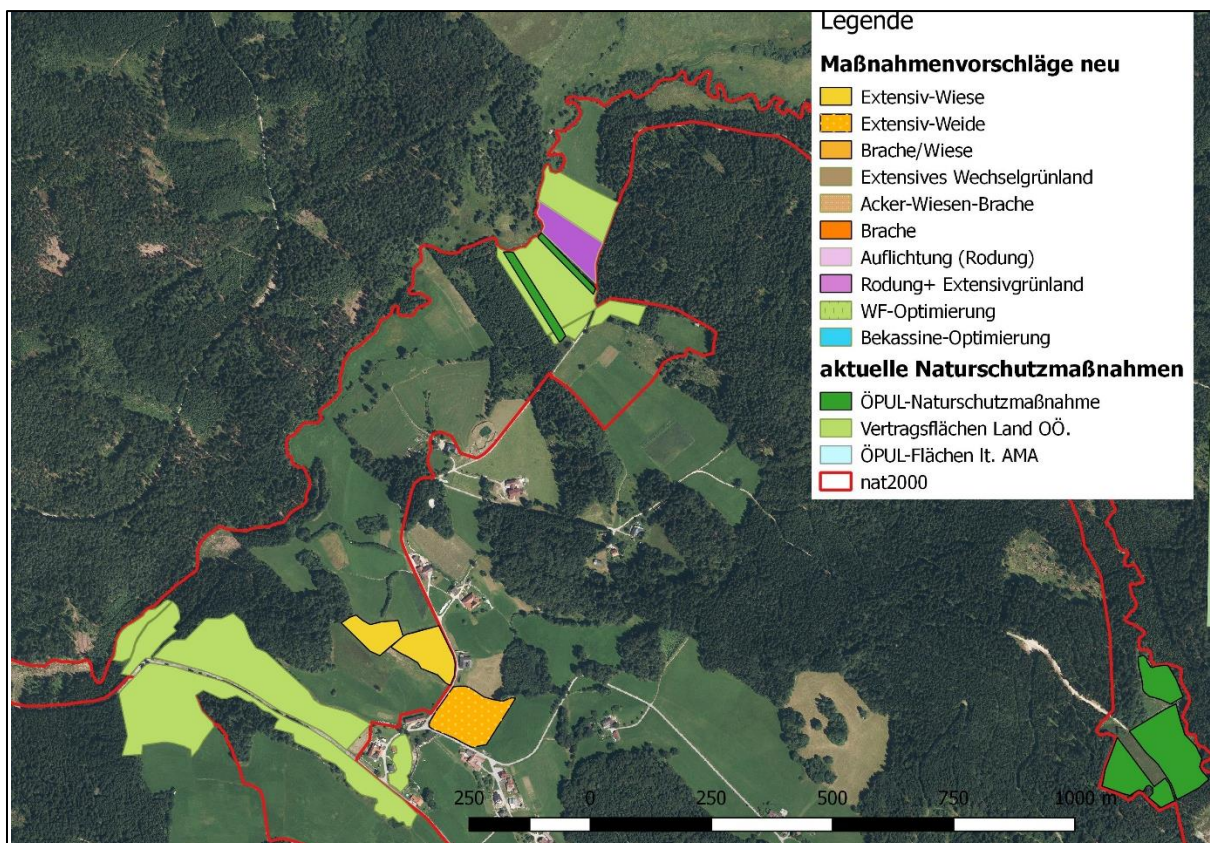 Legende
Maßnahmenvorschläge neu
Extensiv-Wiese
Extensiv-Weide
Brache/Wiese
Extensives Wechselgrünland
Acker-Wiesen-Brache
Brache
Auflichtung (Rodung)
Rodung+ Extensivgrünland
WF-Optimierung
Bekassine-Optimierung
aktuelle Naturschutzmaßnahmen
ÖPUL-Naturschutzmaßnahme
Vertragsflächen Land OÖ.
ÖPUL-Flächen lt. AMA
nat2000
250 0 250 500 750 1000 m